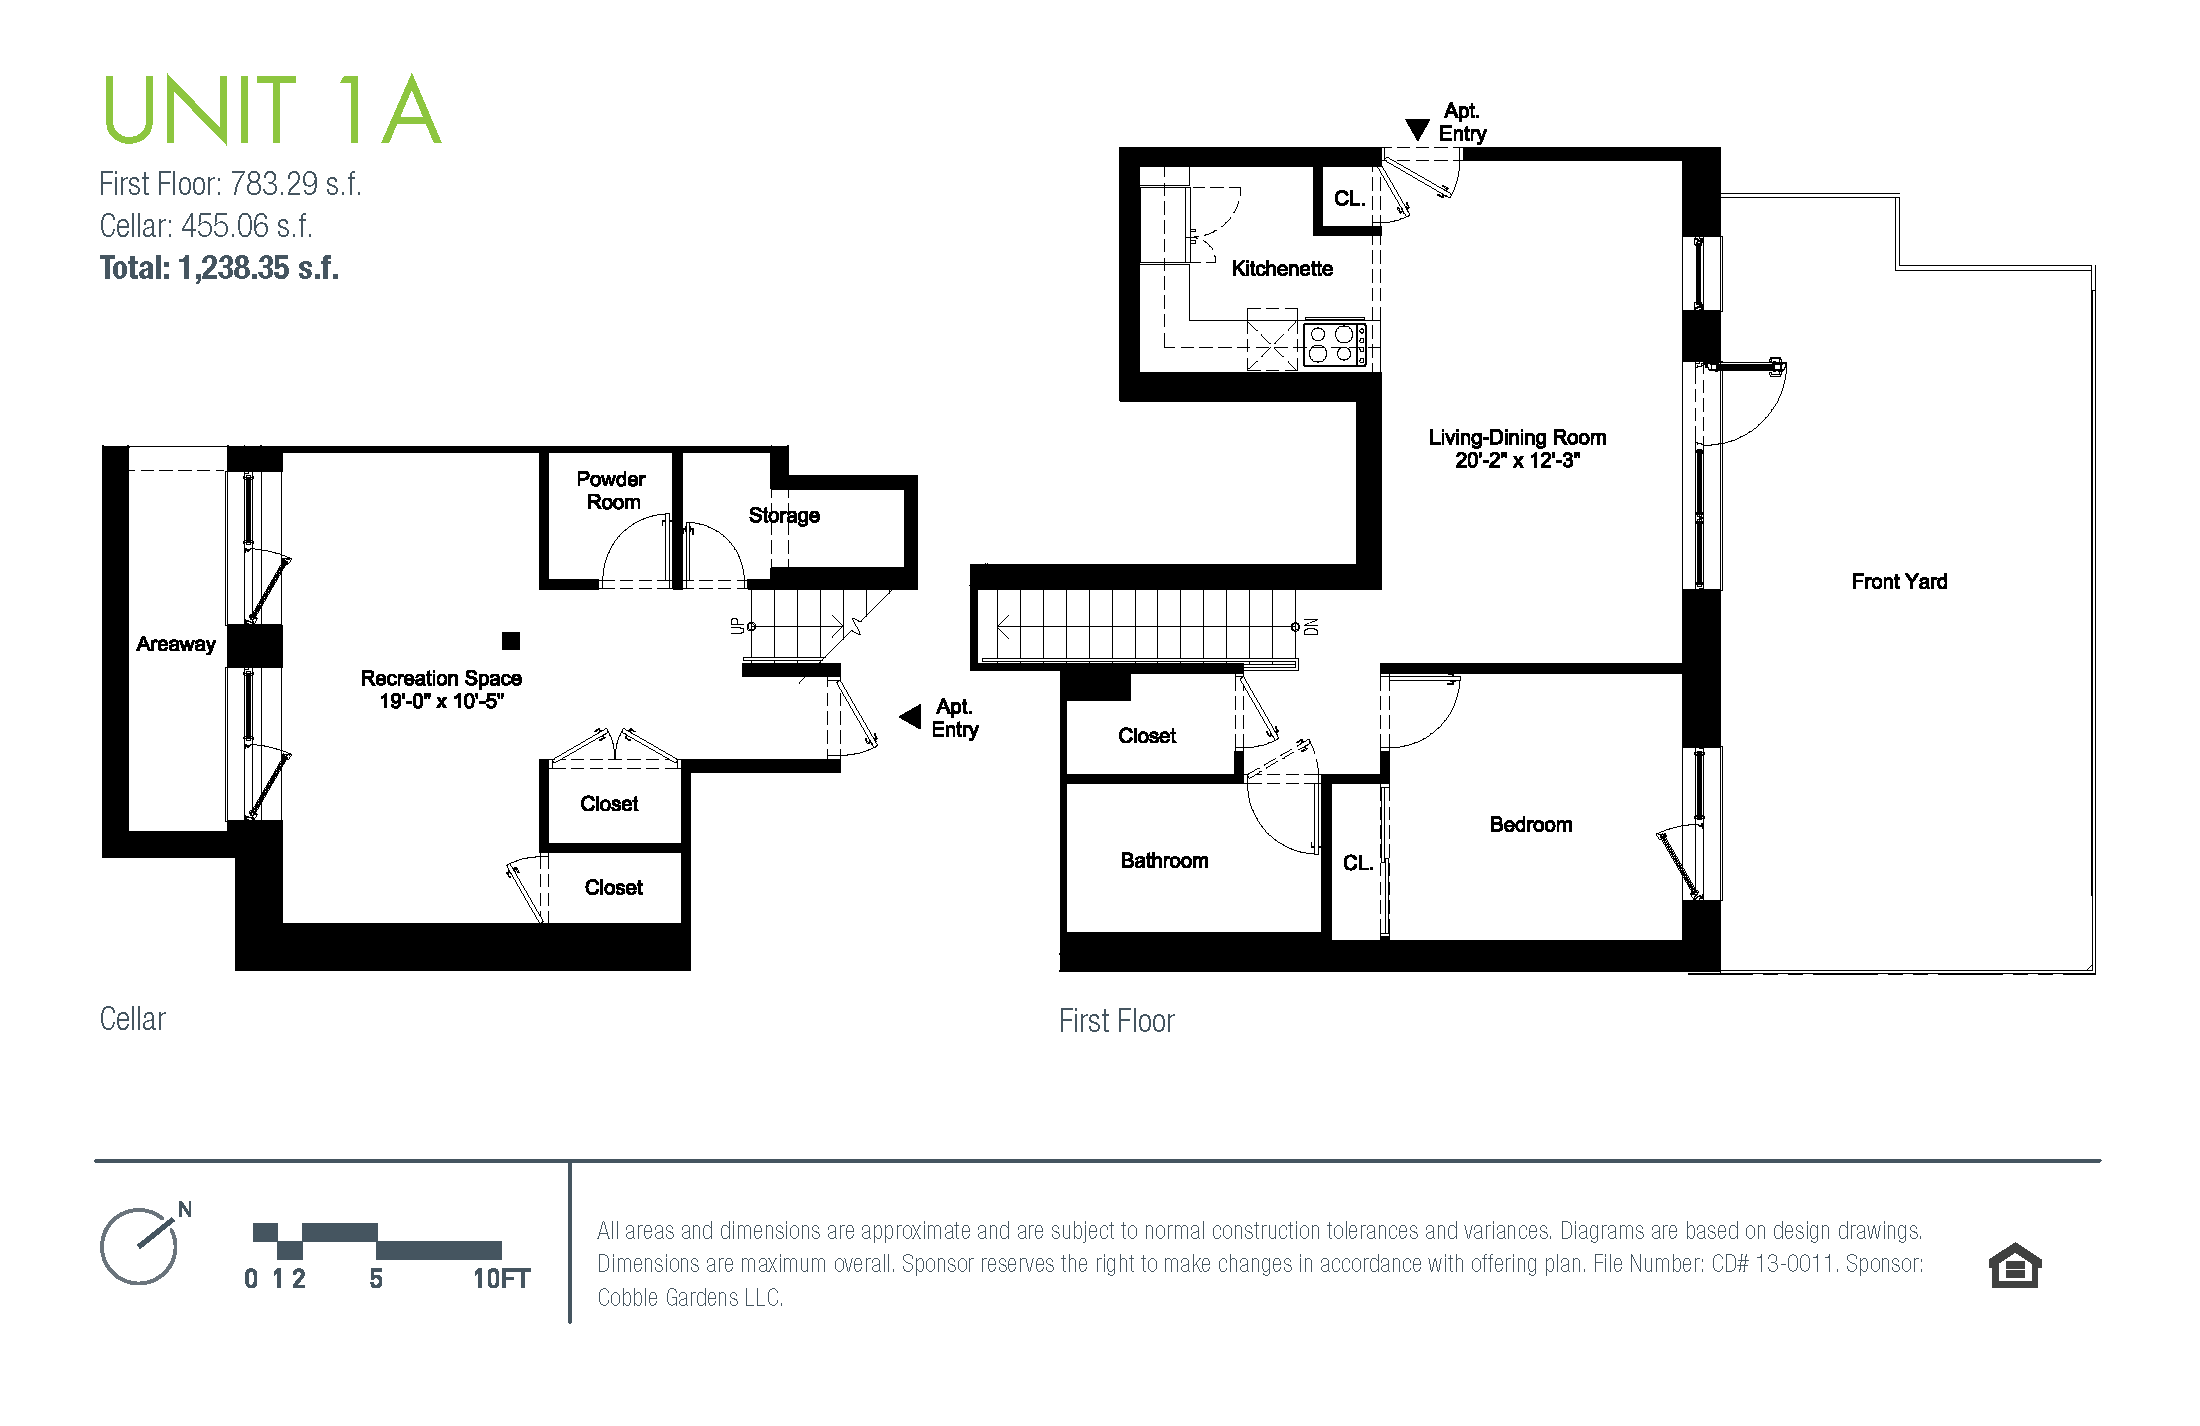 UNIT 1A
First Floor: 783.29 s.f.
Cellar: 455.06 s.f.
Total: 1,238.35 s.f.
Apt.
Entry
CL.
Kitchenette
Living-Dining Room
20'-2" x 12'-3"
Front Yard
DN
Closet
Bathroom
CL.
Bedroom
Powder
Room
Storage
Areaway
UP
Recreation Space
19'-0" x 10'-5"
Apt.
Entry
Closet
Closet
Cellar
First Floor
N
0 1 2 5 10FT
All areas and dimensions are approximate and are subject to normal construction tolerances and variances. Diagrams are based on design drawings.
Dimensions are maximum overall. Sponsor reserves the right to make changes in accordance with offering plan. File Number: CD# 13-0011. Sponsor:
Cobble Gardens LLC.